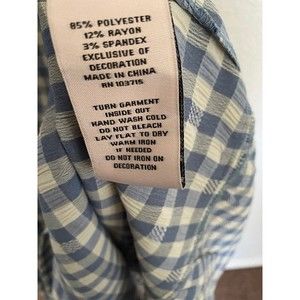 85% POLYESTER
12% RAYON
3% SPANDEX
EXCLUSIVE OF
DECORATION
MADE IN CHINA
RN 103715
TURN GARMENT
INSIDE OUT
HAND WASH COLD
DO NOT BLEACH
LAY FLAT TO DRY
WARM IRON
IF NEEDED
DO NOT IRON ON
DECORATION